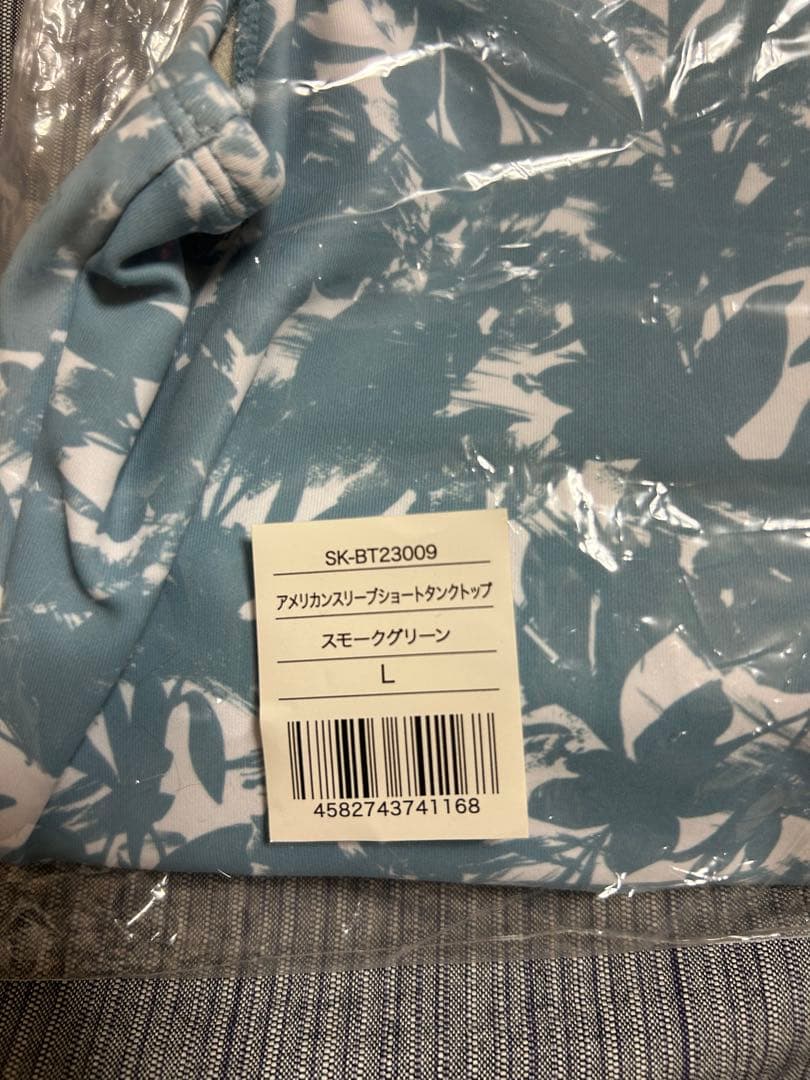 SK-BT23009
アメリカンスリーブショートタンクトップ
スモークグリーン
L
4582743741168